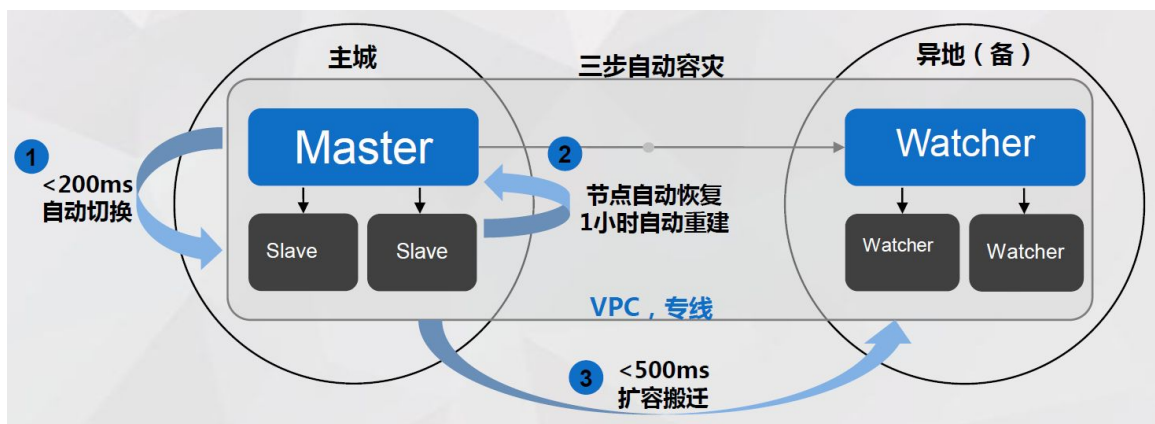 主城
三步自动容灾
异地（备）
Master
Watcher
1
<200ms
自动切换
2
节点自动恢复
1小时自动重建
Slave
Slave
Watcher
Watcher
VPC，专线
3
<500ms
扩容搬迁